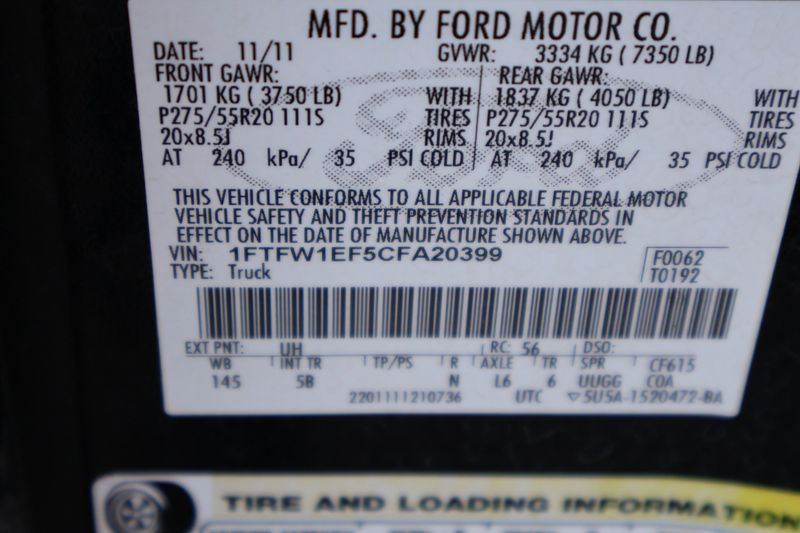 MFD. BY FORD MOTOR CO.
DATE: 11/11 GVWR: 3334 KG ( 7350 LB)
FRONT GAWR: REAR GAWR:
1701 KG ( 3750 LB) WITH 1837 KG ( 4050 LB) WITH
P275/55R20 111S TIRES P275/55R20 111S TIRES
20x8.5J RIMS 20x8.5J RIMS
AT 240 kPa/ 35 PSI COLD AT 240 kPa/ 35 PSI COLD
Ford
THIS VEHICLE CONFORMS TO ALL APPLICABLE FEDERAL MOTOR
VEHICLE SAFETY AND THEFT PREVENTION STANDARDS IN
EFFECT ON THE DATE OF MANUFACTURE SHOWN ABOVE.
VIN: 1FTFW1EF5CFA20399 F0062
TYPE: Truck T0192
EXT PNT: UH RC: 56 DSO:
WB INT TR TP/PS R AXLE TR SPR CF615
145 5B N L6 6 UUGG COA
2201111210736 UTC ▽5U5A-1520472-BA
TIRE AND LOADING INFORMATION